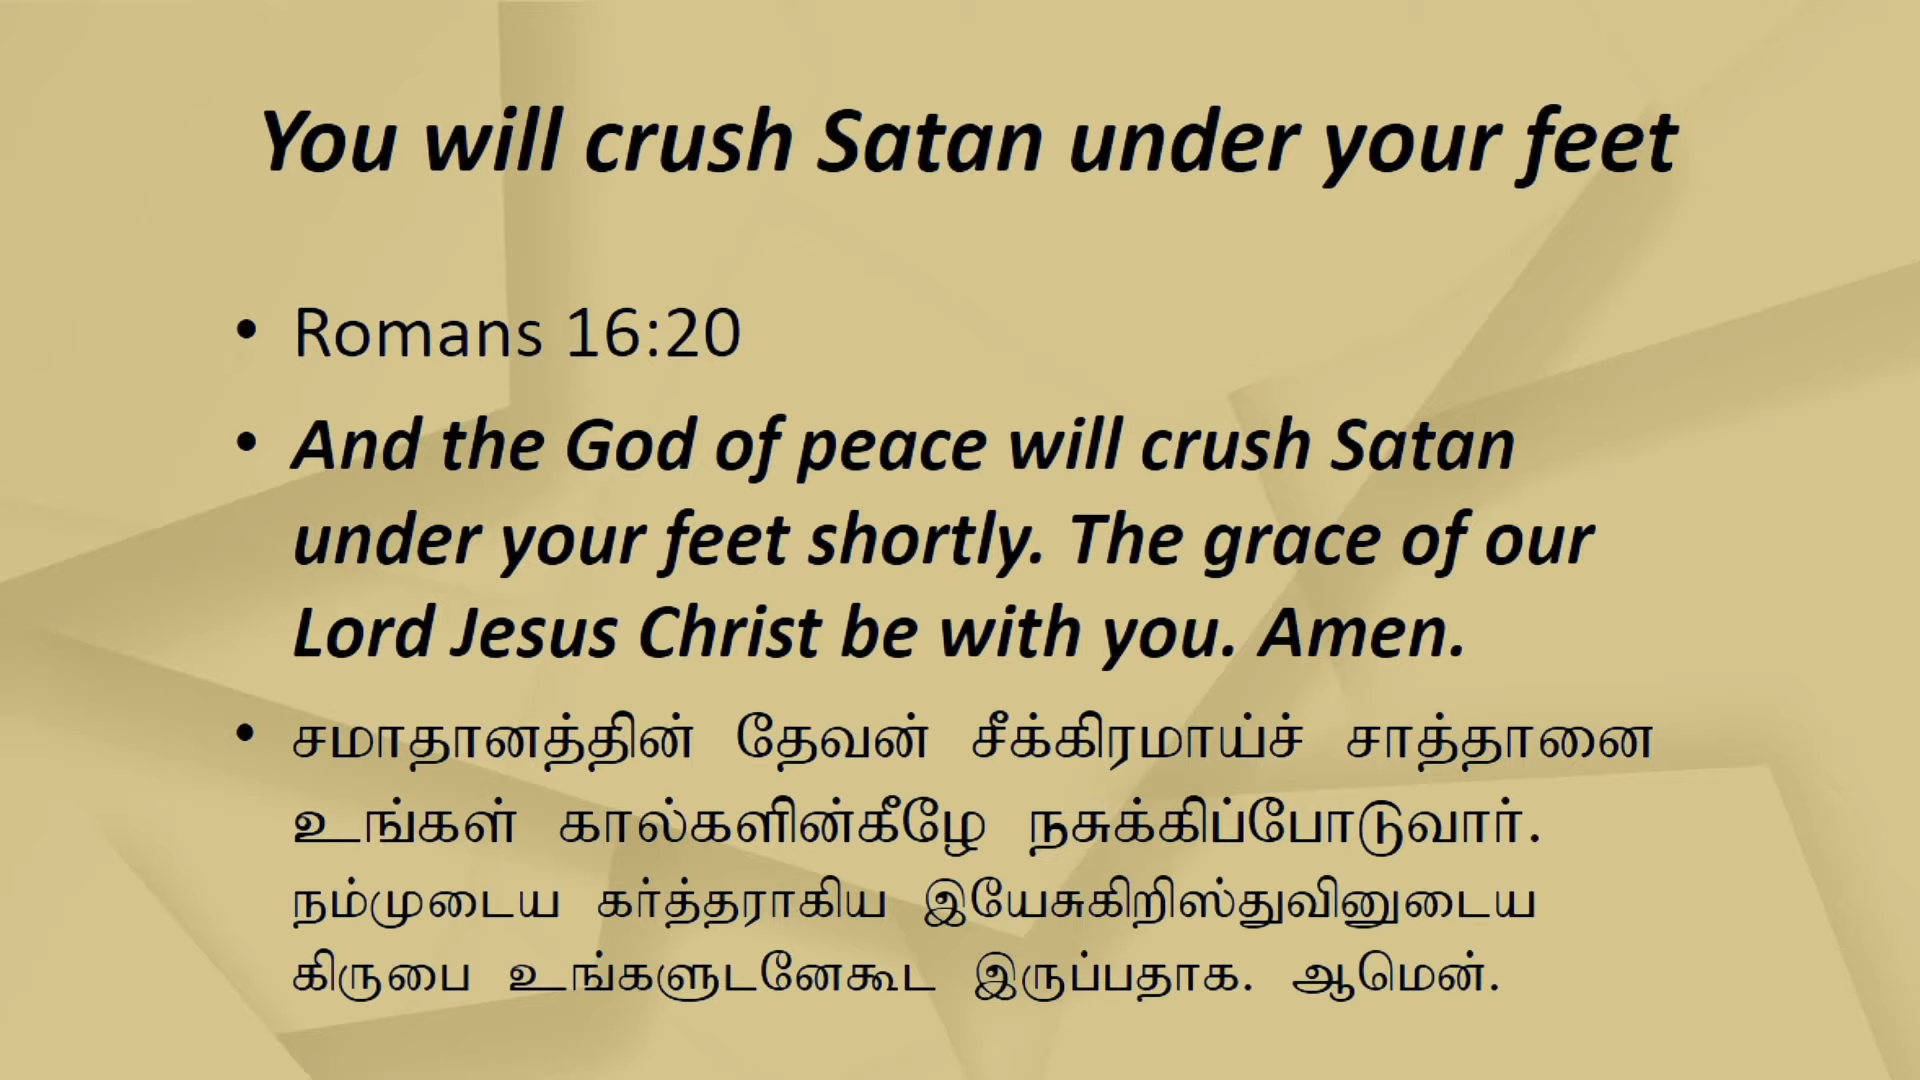 You will crush Satan under your feet
• Romans 16:20
• And the God of peace will crush Satan
under your feet shortly. The grace of our
Lord Jesus Christ be with you. Amen.
• சமாதானத்தின் தேவன் சீக்கிரமாய்ச் சாத்தானை
உங்கள் கால்களின்கீழே நசுக்கிப்போடுவார்.
நம்முடைய கர்த்தராகிய இயேசுகிறிஸ்துவினுடைய
கிருபை உங்களுடனேகூட இருப்பதாக. ஆமென்.